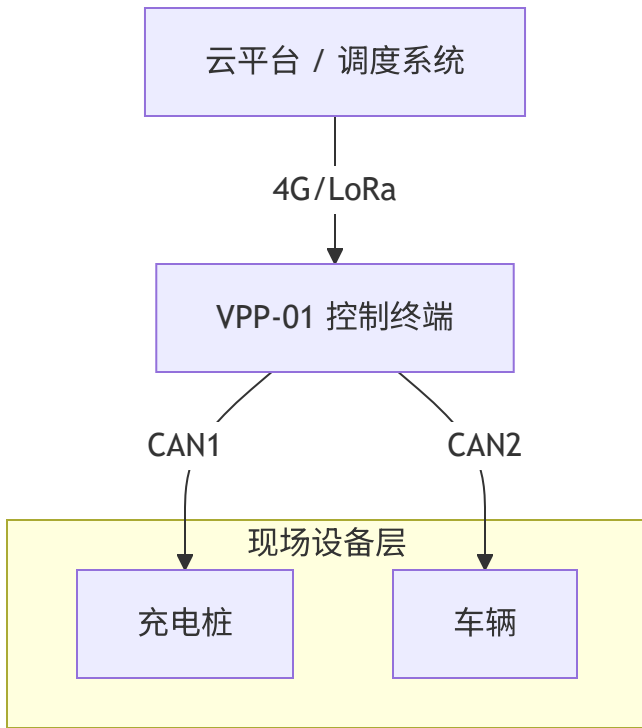 云平台 / 调度系统
4G/LoRa
VPP-01 控制终端
CAN1
CAN2
现场设备层
充电桩
车辆